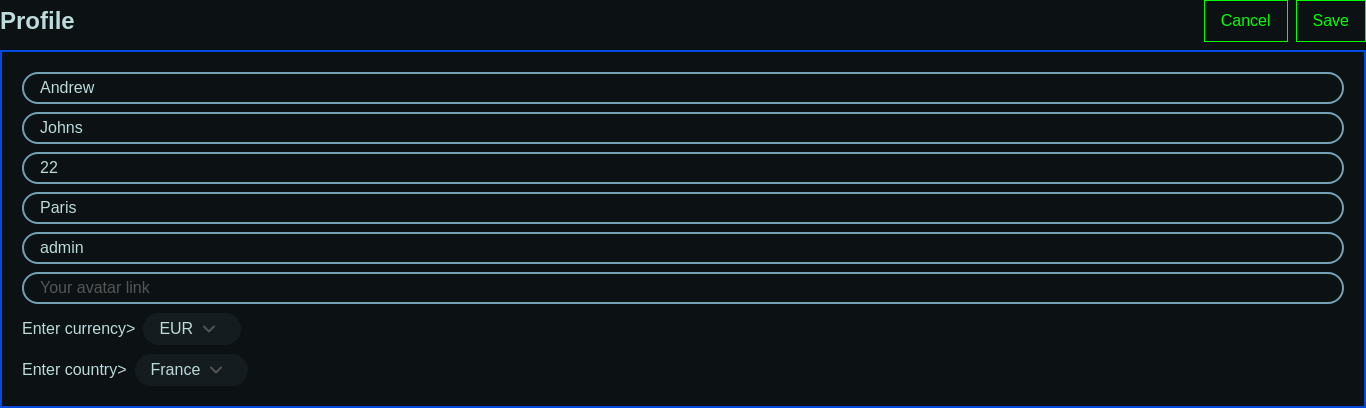 Profile
Cancel
Save
Andrew
Johns
22
Paris
admin
Your avatar link
Enter currency> EUR
Enter country> France